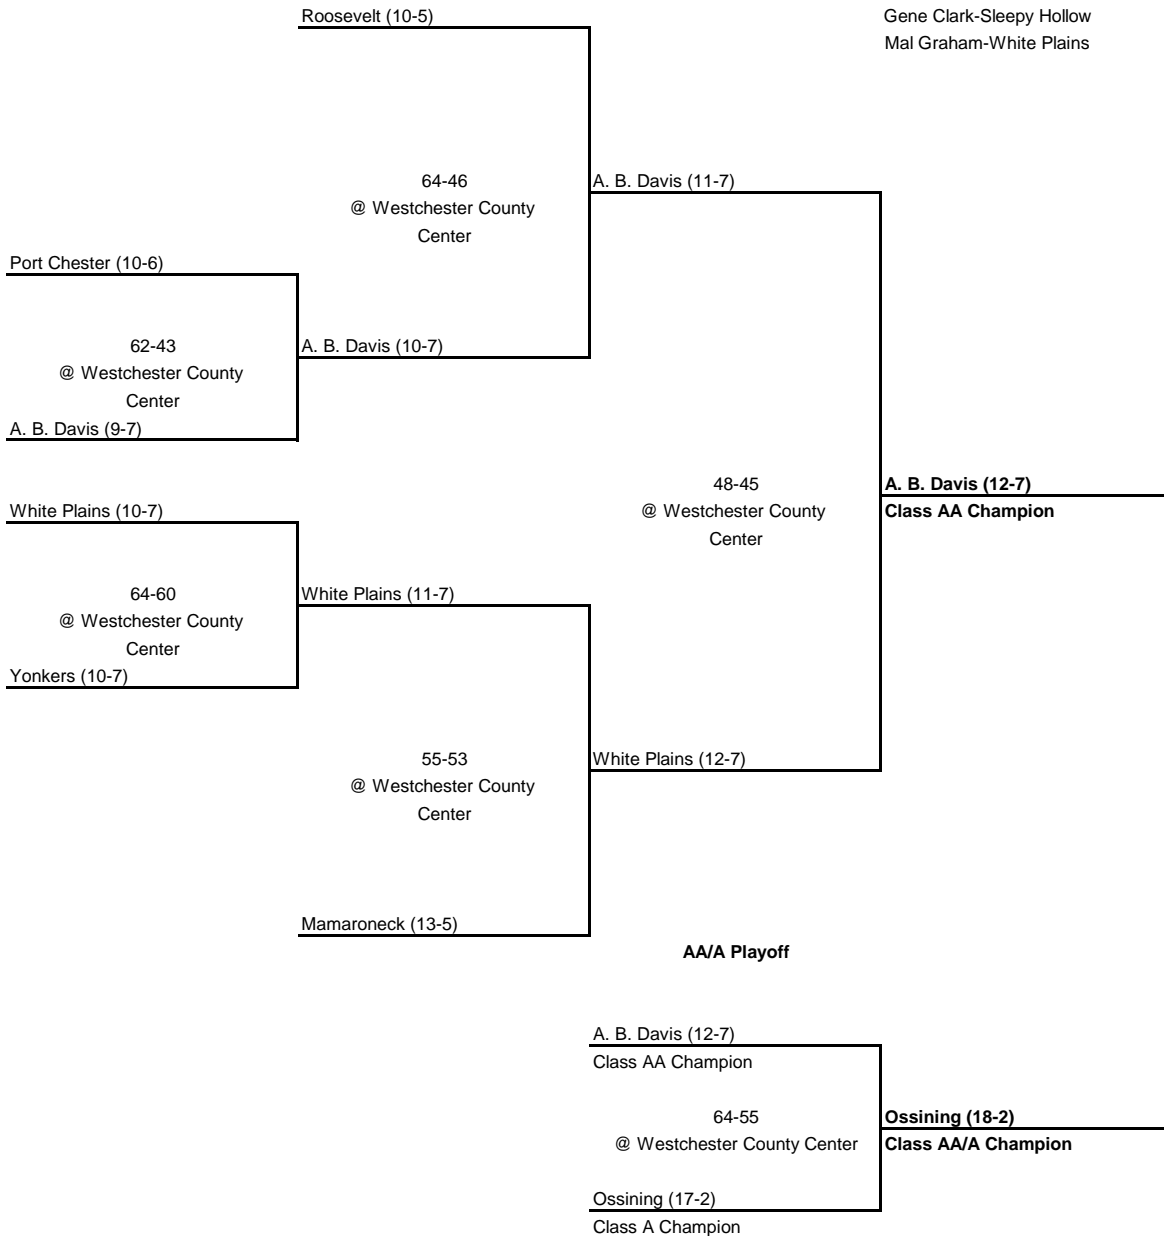 Roosevelt (10-5)
Gene Clark-Sleepy Hollow
Mal Graham-White Plains
64-46
@ Westchester County
Center
A. B. Davis (11-7)
Port Chester (10-6)
62-43
@ Westchester County
Center
A. B. Davis (10-7)
A. B. Davis (9-7)
48-45
@ Westchester County
Center
A. B. Davis (12-7)
Class AA Champion
White Plains (10-7)
64-60
@ Westchester County
Center
White Plains (11-7)
Yonkers (10-7)
55-53
@ Westchester County
Center
White Plains (12-7)
Mamaroneck (13-5)
AA/A Playoff
A. B. Davis (12-7)
Class AA Champion
64-55
@ Westchester County Center
Ossining (18-2)
Class AA/A Champion
Ossining (17-2)
Class A Champion